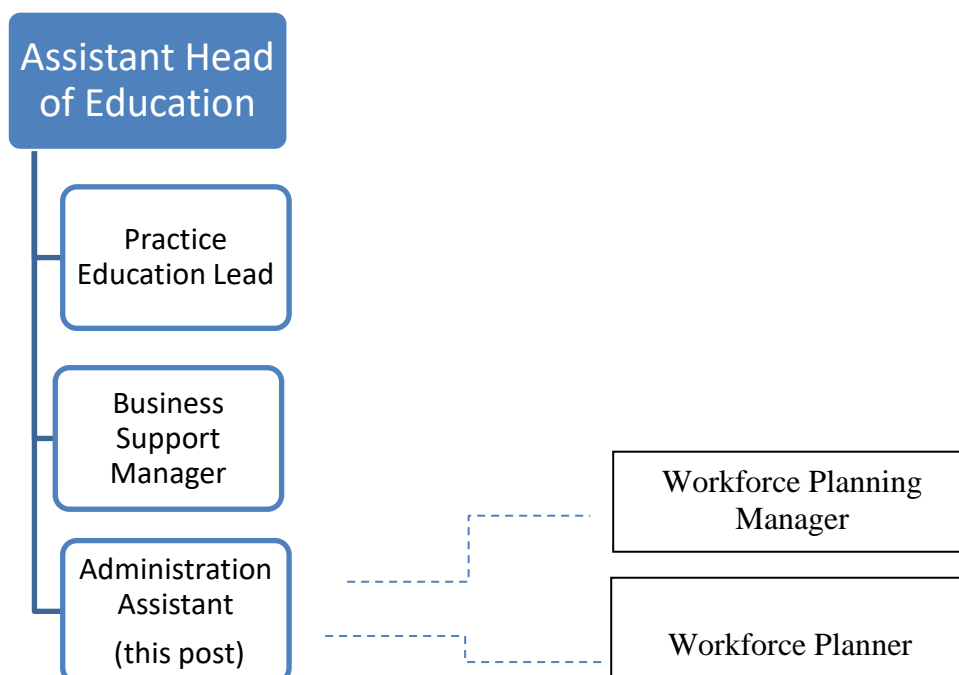 Assistant Head
of Education
Practice
Education Lead
Business
Support
Manager
Administration
Assistant
(this post)
Workforce Planning
Manager
Workforce Planner